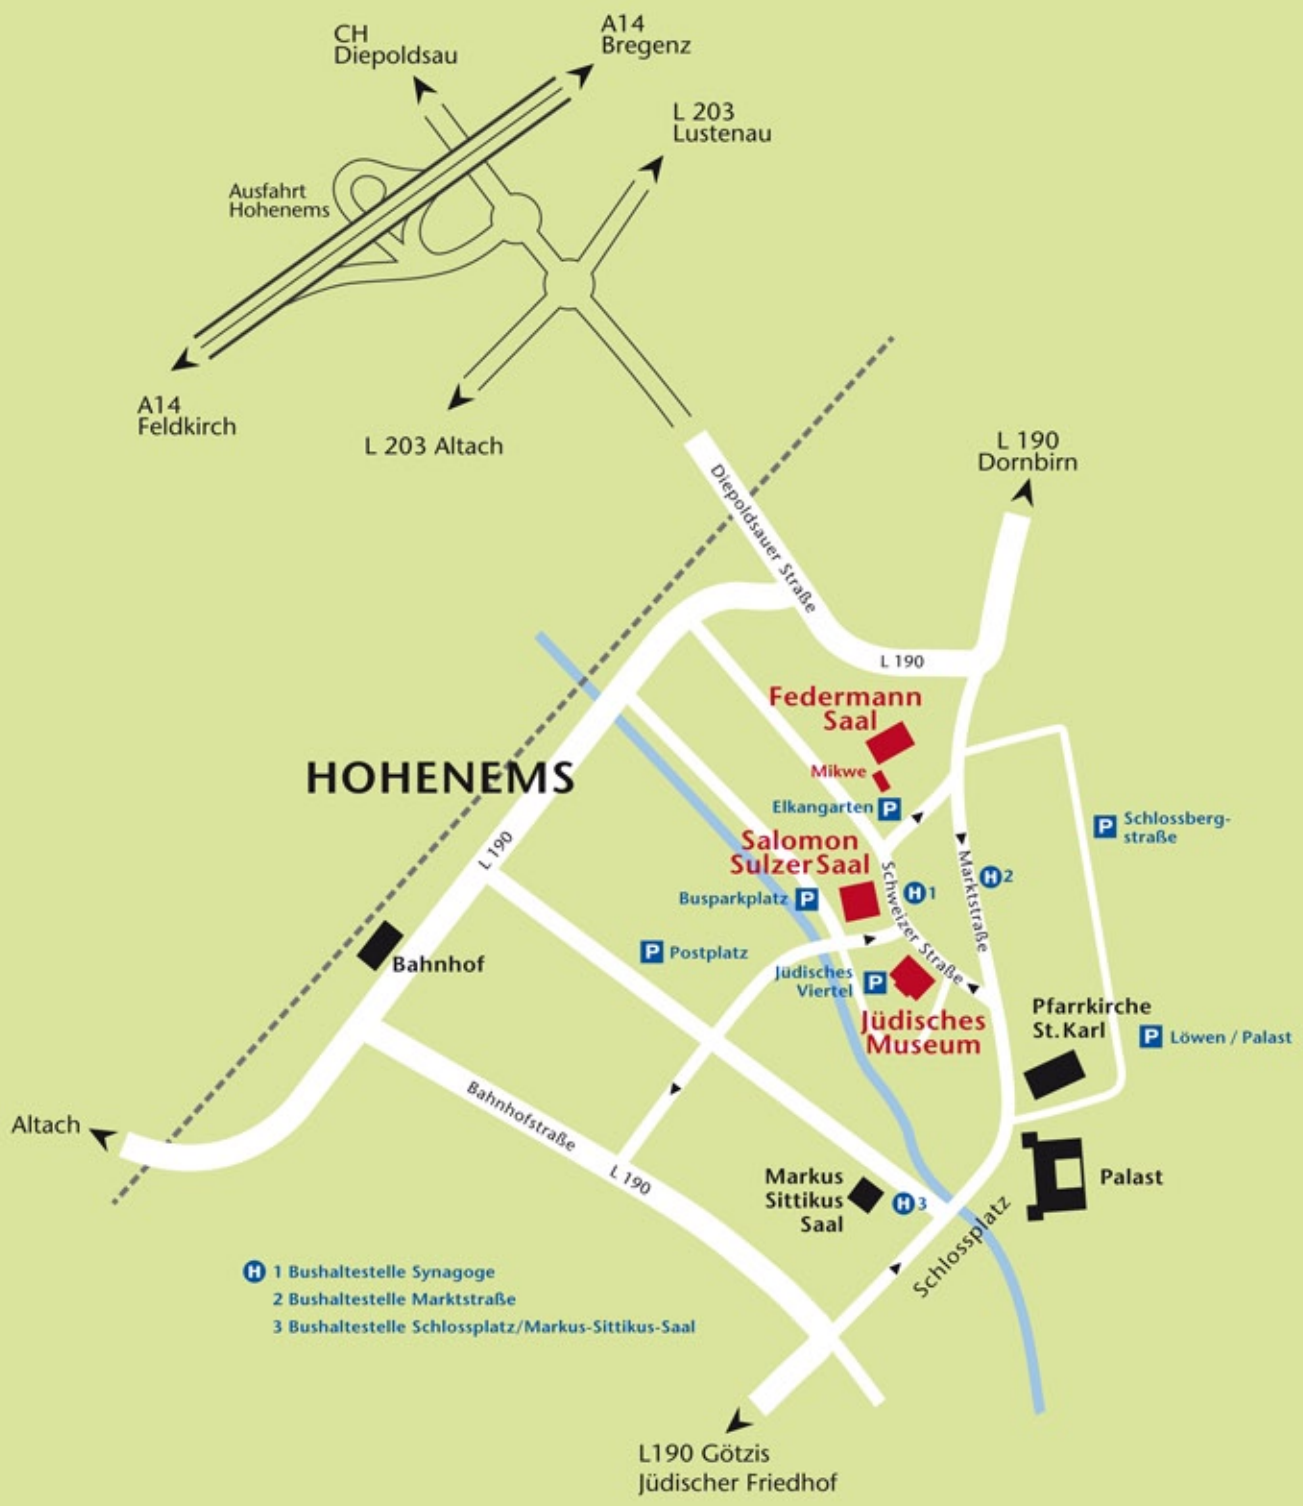 CH
Diepoldsau
A14
Bregenz
L 203
Lustenau
Ausfahrt
Hohenems
A14
Feldkirch
L 203 Altach
L 190
Dornbirn
Diepoldsauer Straße
L 190
Federmann
Saal
Mikwe
Elkangarten P
HOHENEMS
P Schlossberg-
straße
Salomon
Sulzer Saal
L 190
Schweizer Straße
Marktstraße
H 2
H 1
Busparkplatz P
P Postplatz
Bahnhof
Jüdisches
Viertel P
Pfarrkirche
St. Karl
Jüdisches
Museum
P Löwen / Palast
Bahnhofstraße
Altach
L 190
Markus
Sittikus
Saal
H 3
Palast
Schlossplatz
H 1 Bushaltestelle Synagoge
2 Bushaltestelle Marktstraße
3 Bushaltestelle Schlossplatz/Markus-Sittikus-Saal
L190 Götzis
Jüdischer Friedhof